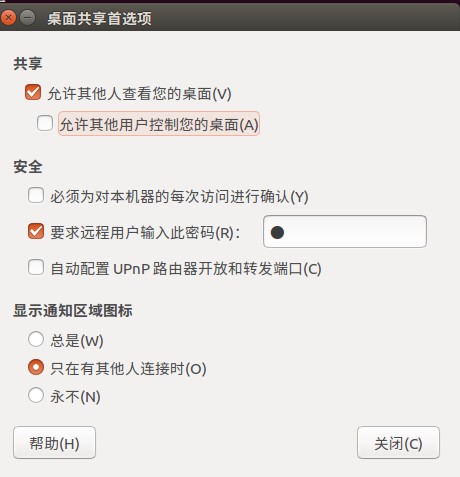 桌面共享首选项
共享
允许其他人查看您的桌面(V)
允许其他用户控制您的桌面(A)
安全
必须为对本机器的每次访问进行确认(Y)
要求远程用户输入此密码(R)： ●
自动配置 UPnP 路由器开放和转发端口(C)
显示通知区域图标
总是(W)
只在有其他人连接时(O)
永不(N)
帮助(H) 关闭(C)